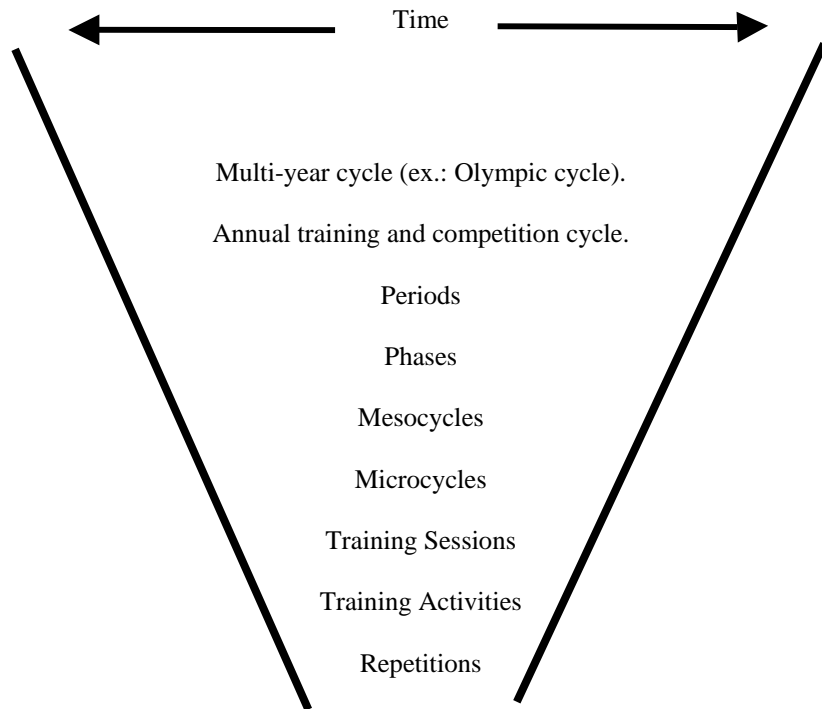 Time
Multi-year cycle (ex.: Olympic cycle).
Annual training and competition cycle.
Periods
Phases
Mesocycles
Microcycles
Training Sessions
Training Activities
Repetitions